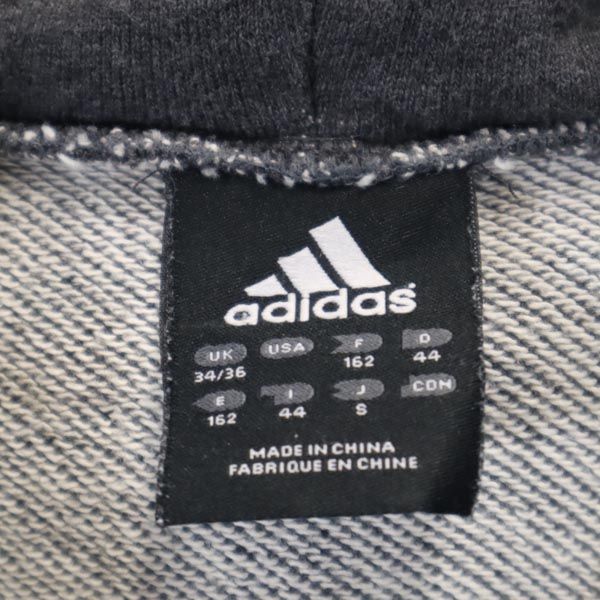 adidas
UK USA F D
34/36 162 44
E I J CDN
162 44 S
MADE IN CHINA
FABRIQUE EN CHINE